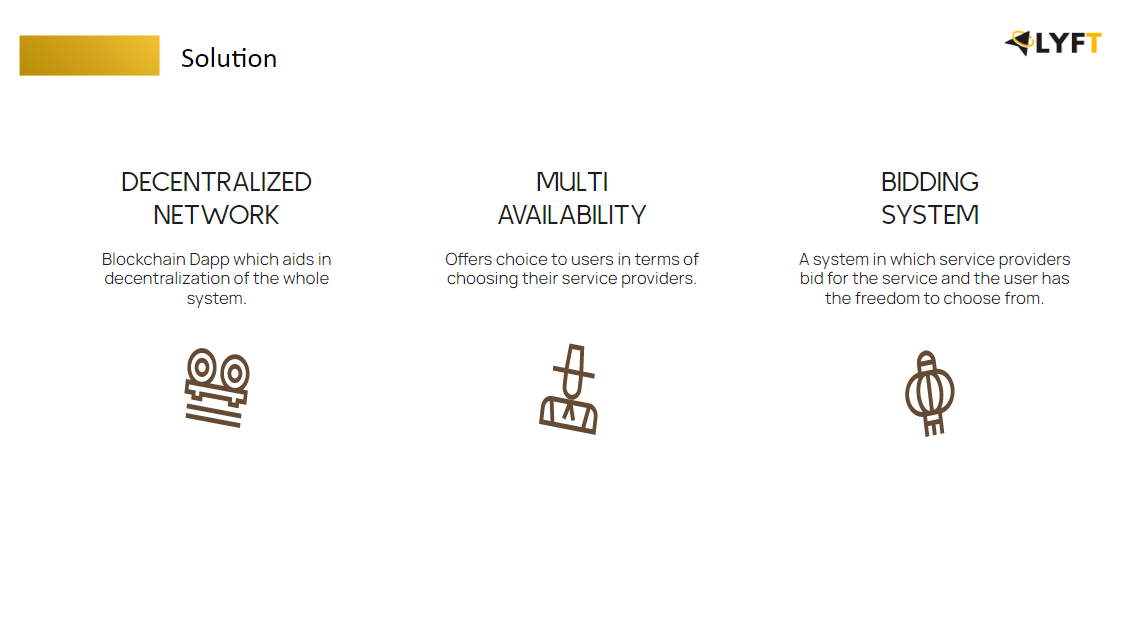 Solution
LYFT
DECENTRALIZED
NETWORK
Blockchain Dapp which aids in
decentralization of the whole
system.
MULTI
AVAILABILITY
Offers choice to users in terms of
choosing their service providers.
BIDDING
SYSTEM
A system in which service providers
bid for the service and the user has
the freedom to choose from.